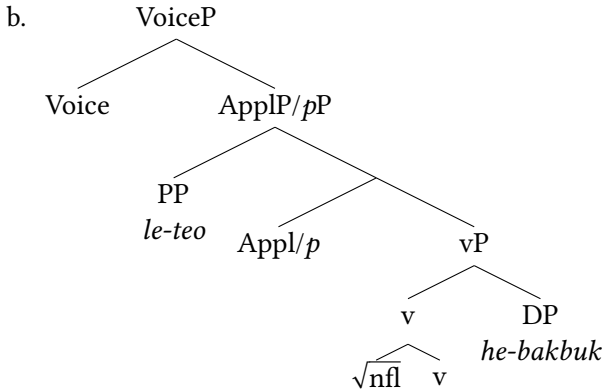 b. VoiceP
Voice ApplP/pP
PP
le-teo Appl/p vP
v DP
he-bakbuk
√nfl v